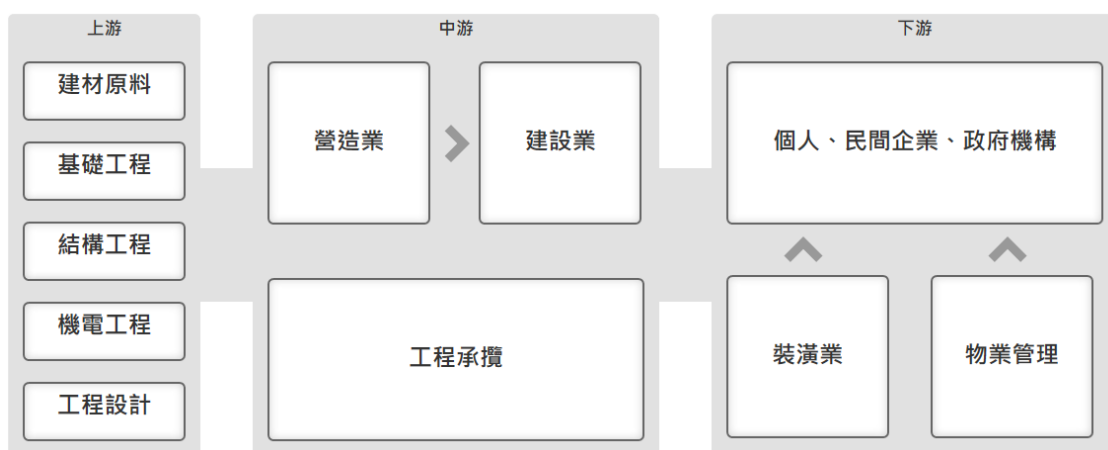 上游
建材原料
基礎工程
結構工程
機電工程
工程設計
中游
營造業
建設業
工程承攬
下游
個人、民間企業、政府機構
裝潢業
物業管理